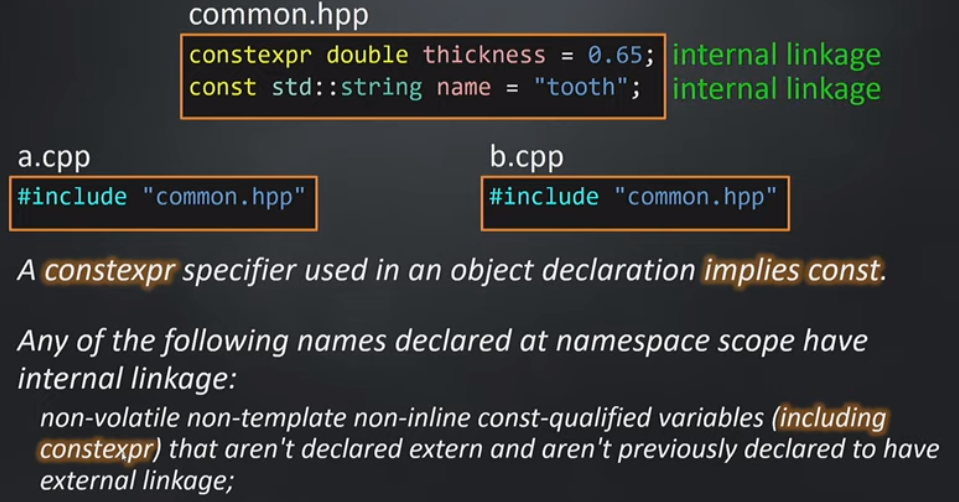 common.hpp
constexpr double thickness = 0.65; internal linkage
const std::string name = "tooth"; internal linkage
a.cpp
#include "common.hpp"
b.cpp
#include "common.hpp"
A constexpr specifier used in an object declaration implies const.
Any of the following names declared at namespace scope have
internal linkage:
non-volatile non-template non-inline const-qualified variables (including
constexpr) that aren't declared extern and aren't previously declared to have
external linkage;